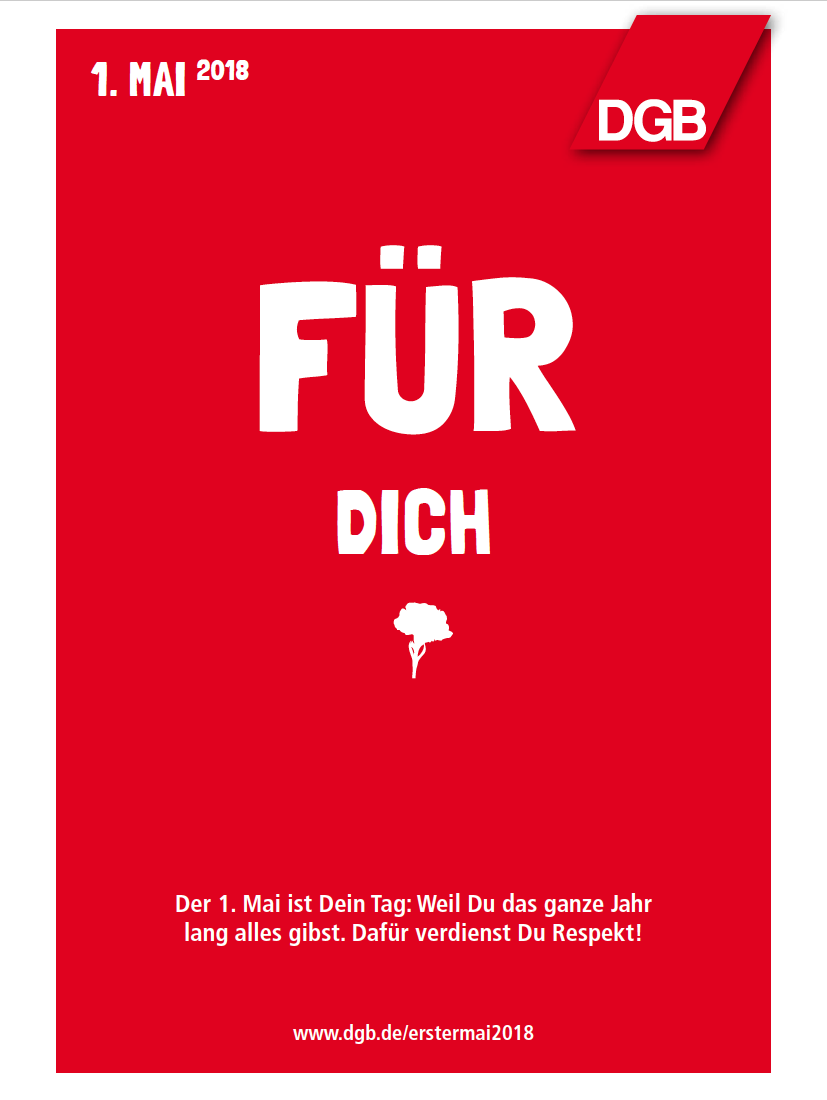 1. MAI 2018
DGB
FÜR
DICH
Der 1. Mai ist Dein Tag: Weil Du das ganze Jahr
lang alles gibst. Dafür verdienst Du Respekt!
www.dgb.de/erstermai2018